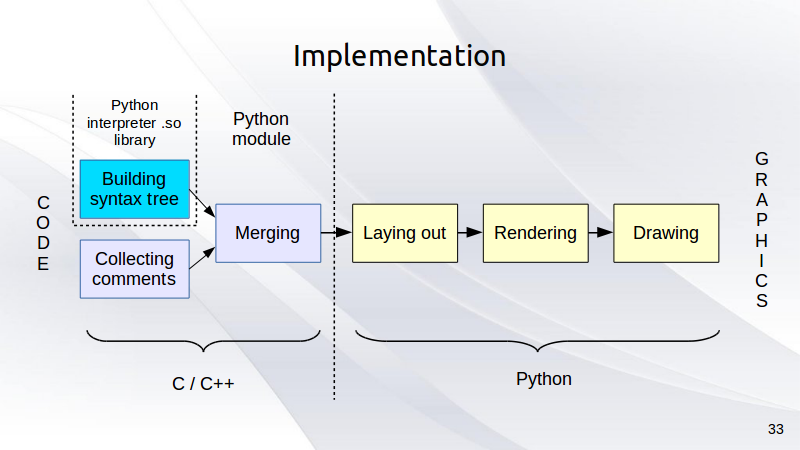 Implementation
Python
interpreter .so
library
Python
module
Building
syntax tree
CODE
Collecting
comments
Merging
Laying out
Rendering
Drawing
GRAPHICS
C / C++
Python
33